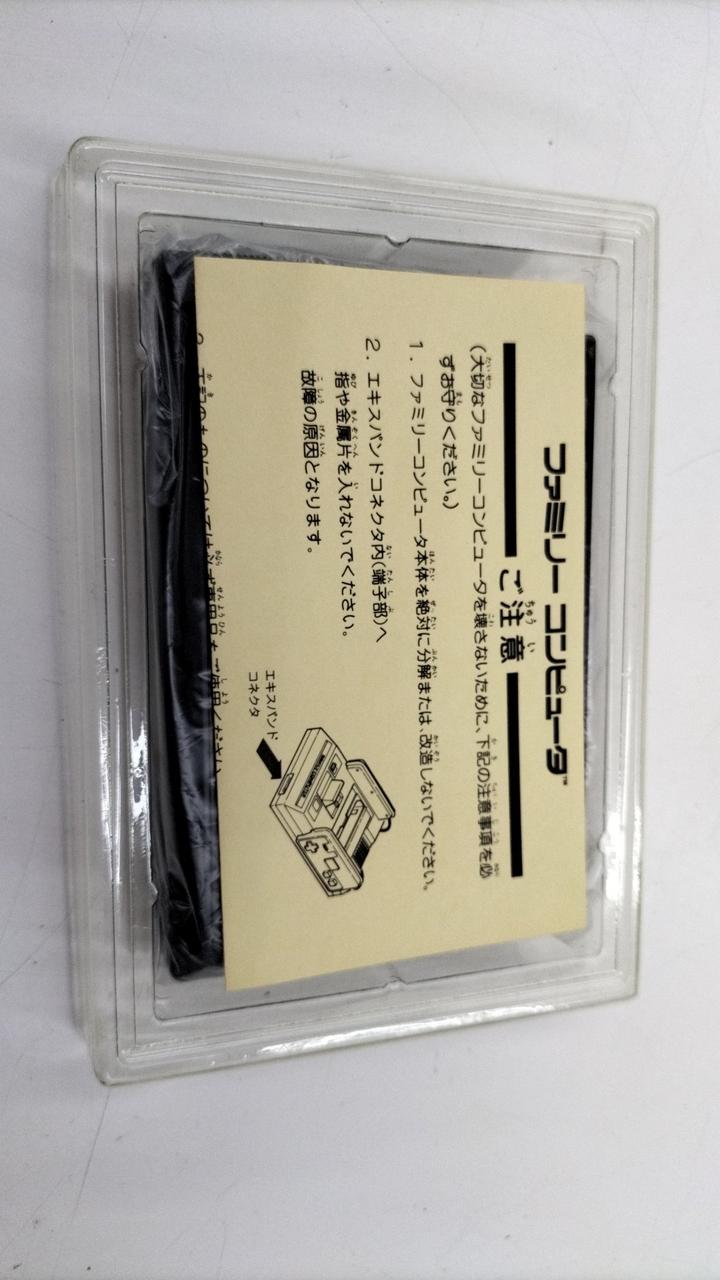 ファミリー コンピュータ™
ご注意
(大切なファミリーコンピュータを壊さないために、下記の注意事項を必
ずお守りください。)
1. ファミリーコンピュータ本体を絶対に分解または、改造しないでください。
2. エキスパンドコネクタ内(端子部)へ
指や金属片を入れないでください。
故障の原因となります。
エキスパンド
コネクタ